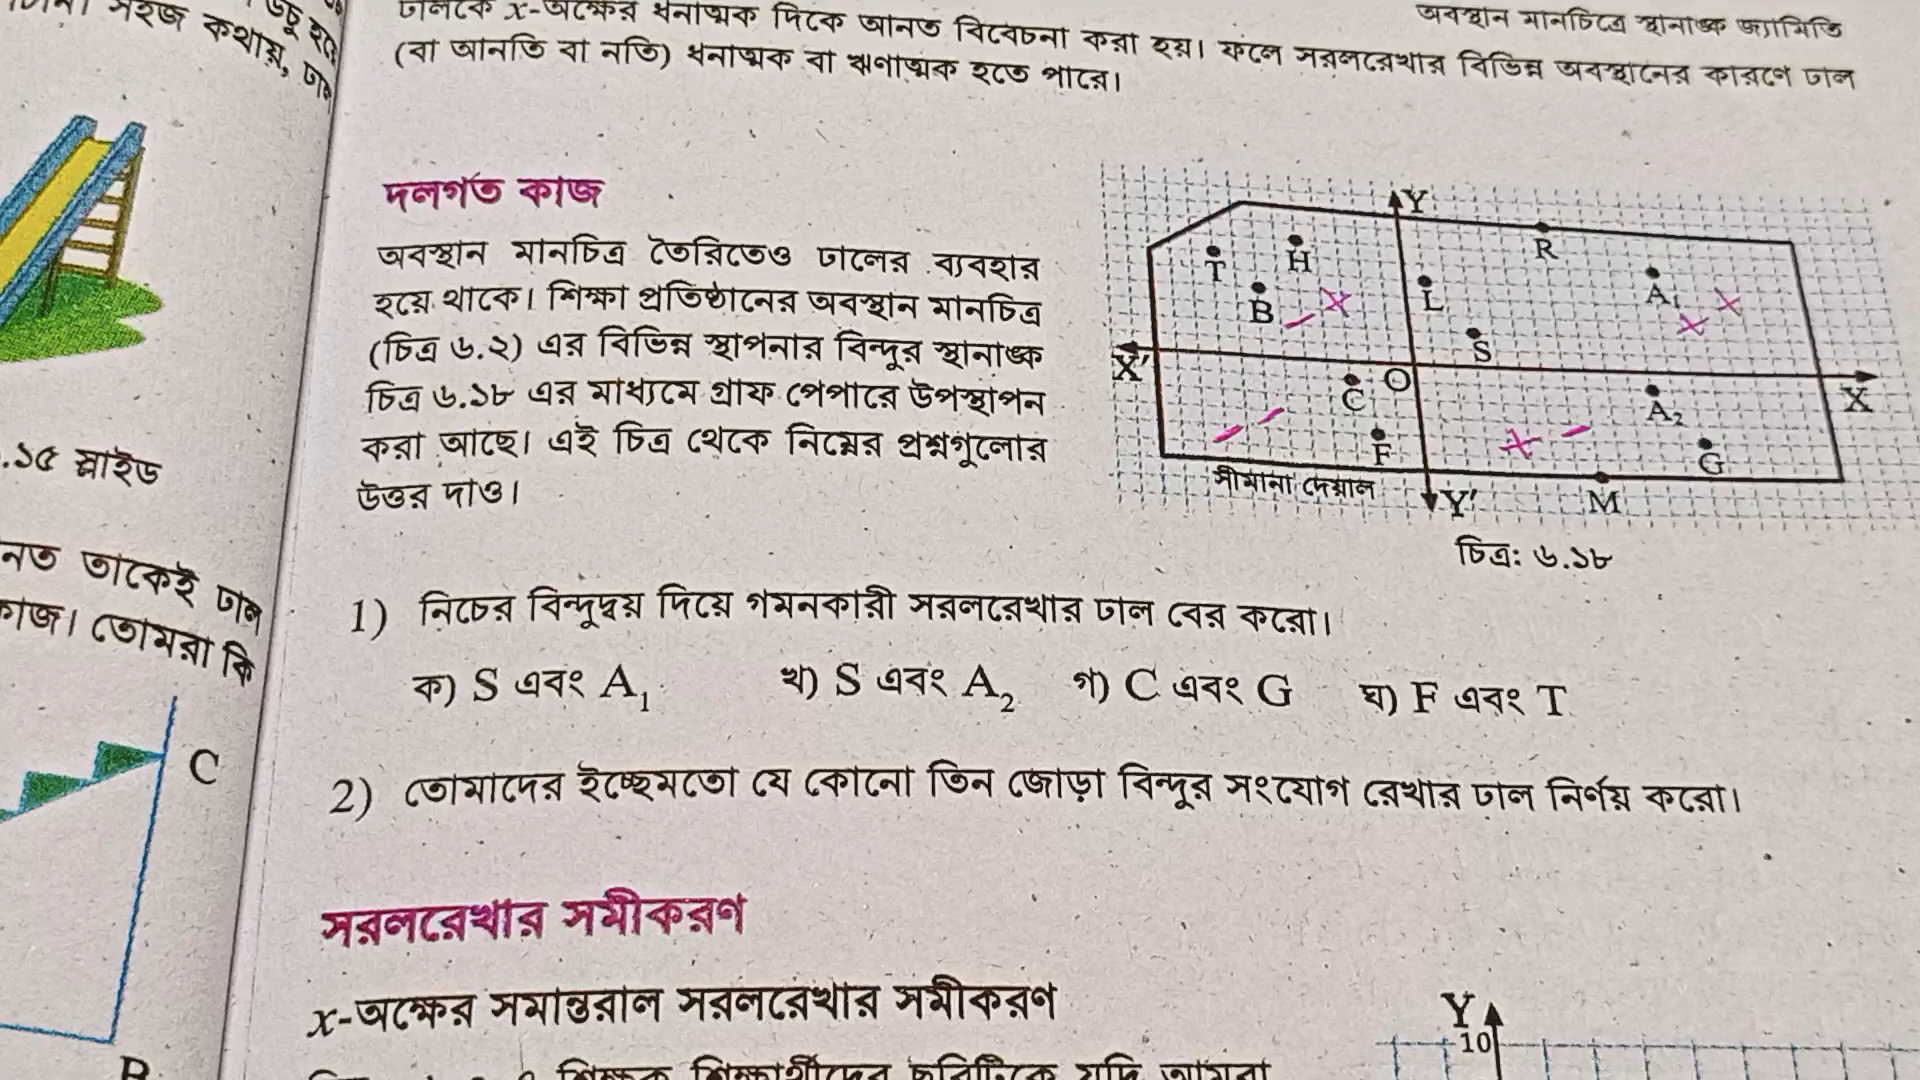 সহজ কথায়, ঢাল
.১৫ স্লাইড
নত তাকেই ঢাল
কাজ। তোমরা কি
C
B
অবস্থান মানচিত্রে স্থানাঙ্ক জ্যামিতি
ঢালকে x-অক্ষের ধনাত্মক দিকে আনত বিবেচনা করা হয়। ফলে সরলরেখার বিভিন্ন অবস্থানের কারণে ঢাল
(বা আনতি বা নতি) ধনাত্মক বা ঋণাত্মক হতে পারে।
দলগত কাজ
অবস্থান মানচিত্র তৈরিতেও ঢালের ব্যবহার
হয়ে থাকে। শিক্ষা প্রতিষ্ঠানের অবস্থান মানচিত্র
(চিত্র ৬.২) এর বিভিন্ন স্থাপনার বিন্দুর স্থানাঙ্ক
চিত্র ৬.১৮ এর মাধ্যমে গ্রাফ পেপারে উপস্থাপন
করা আছে। এই চিত্র থেকে নিম্নের প্রশ্নগুলোর
উত্তর দাও।
Y
R
T H
A₁
B L
S
X′ O X
C A₂
F G
সীমানা দেয়াল Y′ M
চিত্র: ৬.১৮
1) নিচের বিন্দুদ্বয় দিয়ে গমনকারী সরলরেখার ঢাল বের করো।
ক) S এবং A₁ খ) S এবং A₂ গ) C এবং G ঘ) F এবং T
2) তোমাদের ইচ্ছেমতো যে কোনো তিন জোড়া বিন্দুর সংযোগ রেখার ঢাল নির্ণয় করো।
সরলরেখার সমীকরণ
x-অক্ষের সমান্তরাল সরলরেখার সমীকরণ
Y
10
শিক্ষক শিক্ষার্থীদের ছবিটিকে যদি আমরা